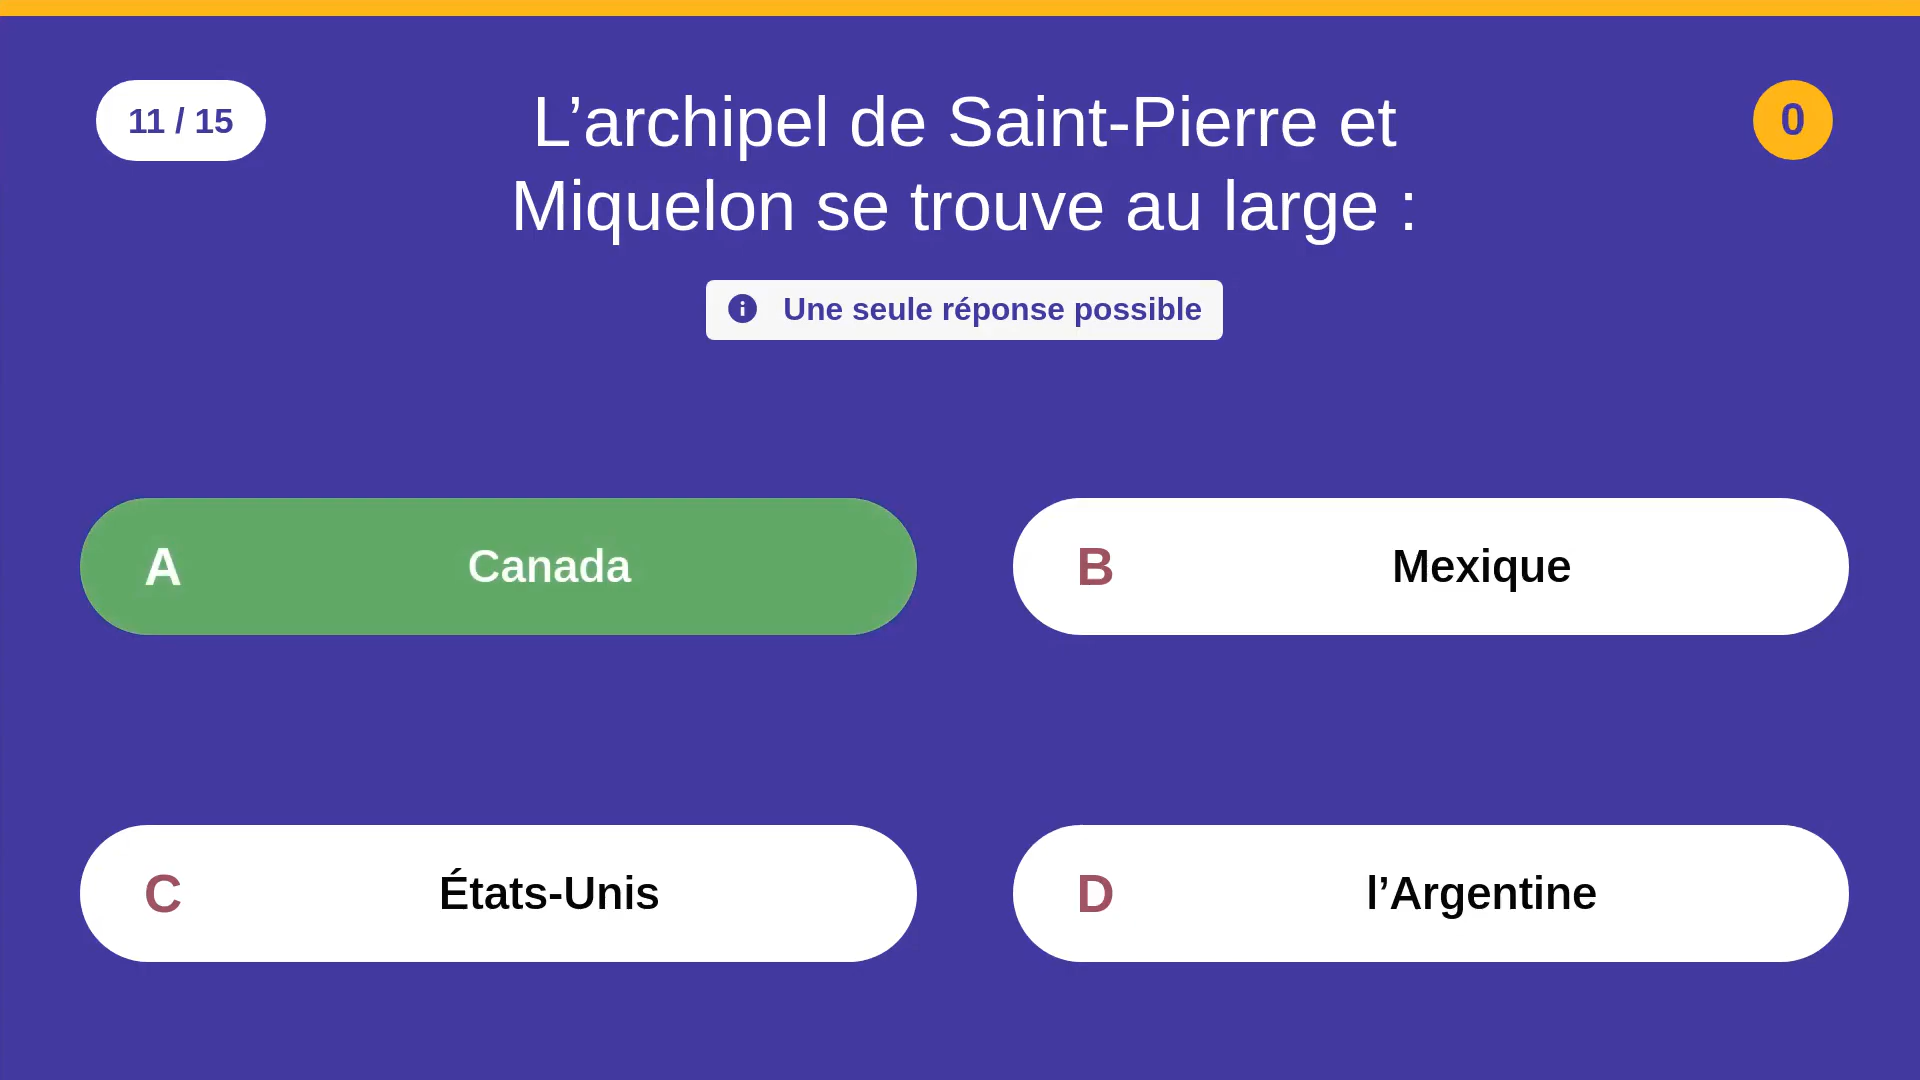 11 / 15
L’archipel de Saint-Pierre et
Miquelon se trouve au large :
0
Une seule réponse possible
A Canada
B Mexique
C États-Unis
D l’Argentine